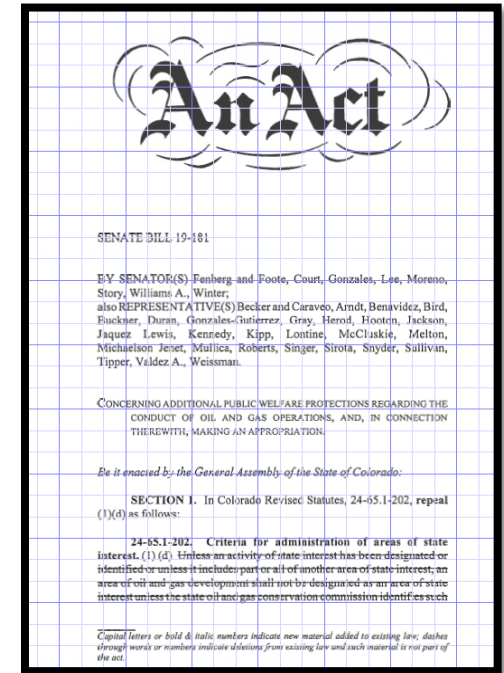 An Act
SENATE BILL 19-181
BY SENATOR(S) Fenberg and Foote, Court, Gonzales, Lee, Moreno,
Story, Williams A., Winter;
also REPRESENTATIVE(S) Becker and Caraveo, Arndt, Benavidez, Bird,
Buckner, Duran, Gonzales-Gutierrez, Gray, Herod, Hooton, Jackson,
Jaquez Lewis, Kennedy, Kipp, Lontine, McCluskie, Melton,
Michaelson Jenet, Mullica, Roberts, Singer, Sirota, Snyder, Sullivan,
Tipper, Valdez A., Weissman.
CONCERNING ADDITIONAL PUBLIC WELFARE PROTECTIONS REGARDING THE
CONDUCT OF OIL AND GAS OPERATIONS, AND, IN CONNECTION
THEREWITH, MAKING AN APPROPRIATION.
Be it enacted by the General Assembly of the State of Colorado:
SECTION 1. In Colorado Revised Statutes, 24-65.1-202, repeal
(1)(d) as follows:
24-65.1-202. Criteria for administration of areas of state
interest. (1) (d) Unless an activity of state interest has been designated or
identified or unless it includes part or all of another area of state interest, an
area of oil and gas development shall not be designated as an area of state
interest unless the state oil and gas conservation commission identifies such
Capital letters or bold & italic numbers indicate new material added to existing law; dashes
through words or numbers indicate deletions from existing law and such material is not part of
the act.